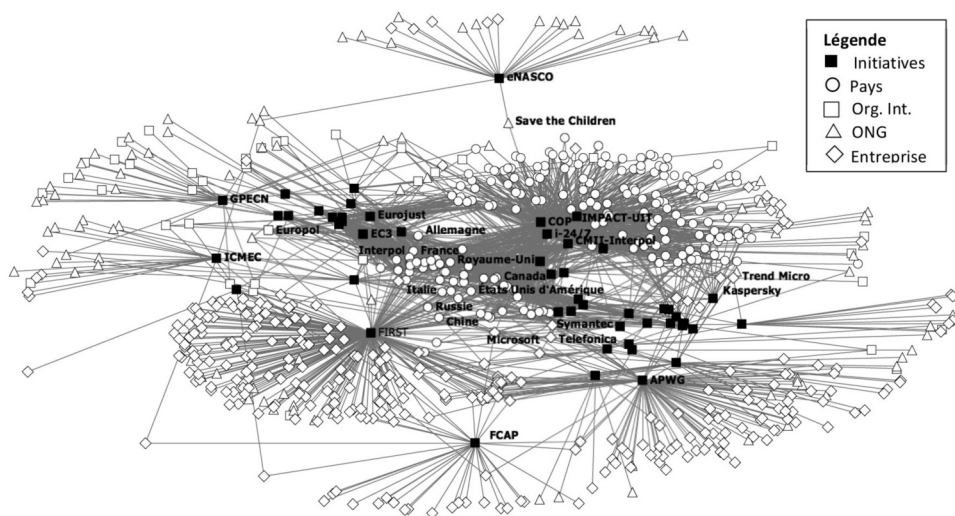 Légende
Initiatives
Pays
Org. Int.
ONG
Entreprise
eNASCO
Save the Children
GPECN
Eurojust
COP
IMPACT-UIT
Europol
EC3
Allemagne
i-24/7
CMII-Interpol
Interpol
France
ICMEC
Royaume-Uni
Canada
Trend Micro
Kaspersky
Italie
États-Unis d'Amérique
Russie
Chine
FIRST
Symantec
Microsoft
Telefonica
APWG
FCAP